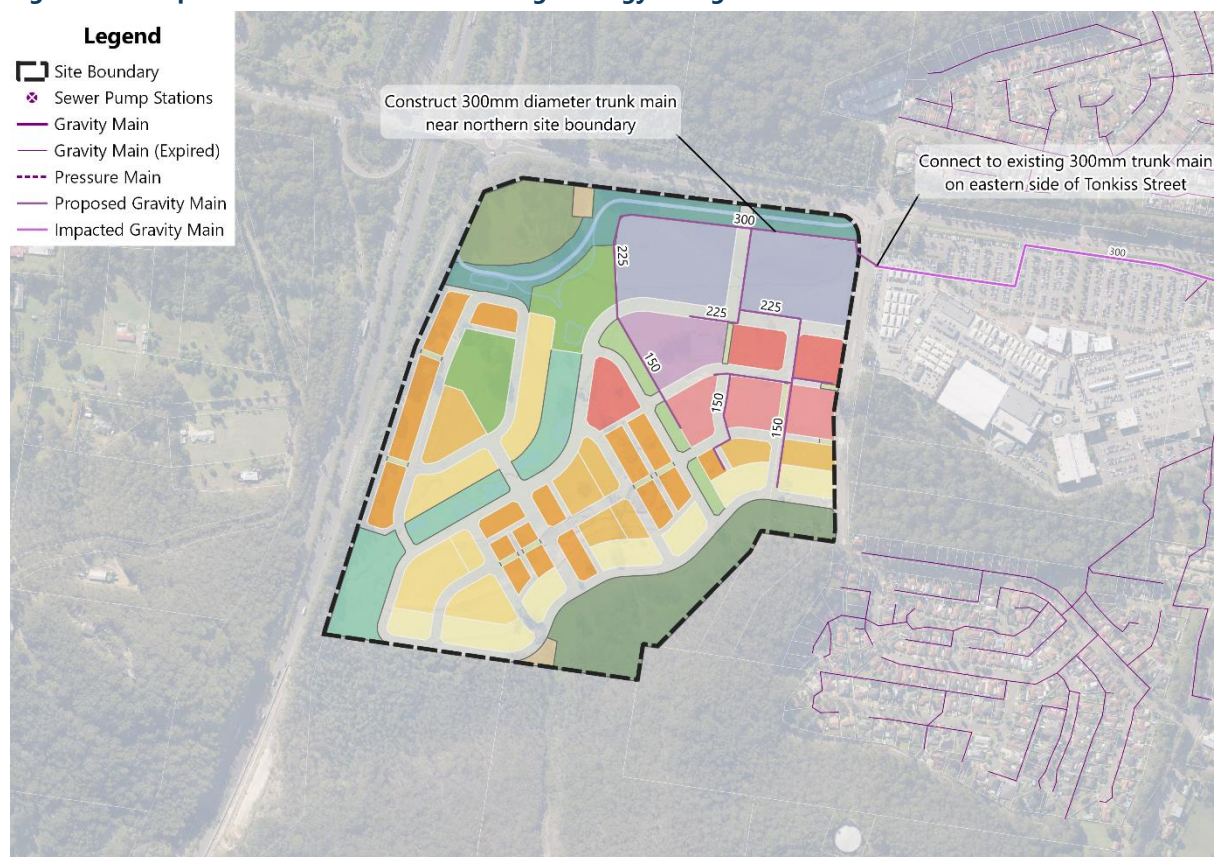 Legend
Site Boundary
Sewer Pump Stations
Gravity Main
Gravity Main (Expired)
Pressure Main
Proposed Gravity Main
Impacted Gravity Main
Construct 300mm diameter trunk main
near northern site boundary
Connect to existing 300mm trunk main
on eastern side of Tonkiss Street
300
300
225
225
225
150
150
150